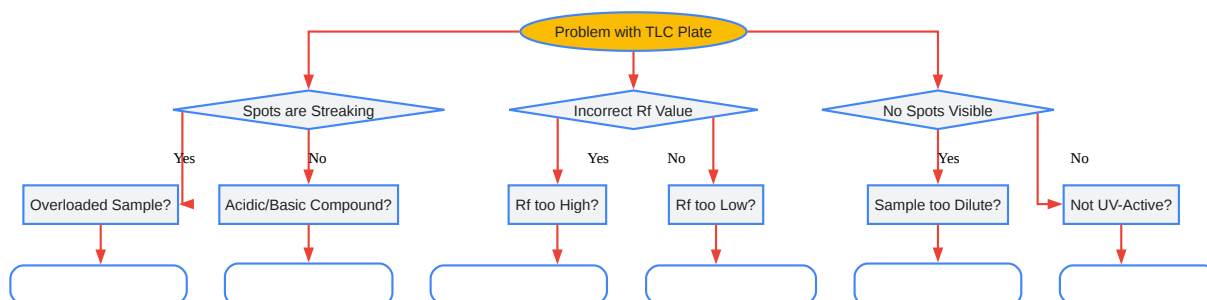 Problem with TLC Plate
Spots are Streaking
Incorrect Rf Value
No Spots Visible
Yes
No
Yes
No
Yes
No
Overloaded Sample?
Acidic/Basic Compound?
Rf too High?
Rf too Low?
Sample too Dilute?
Not UV-Active?